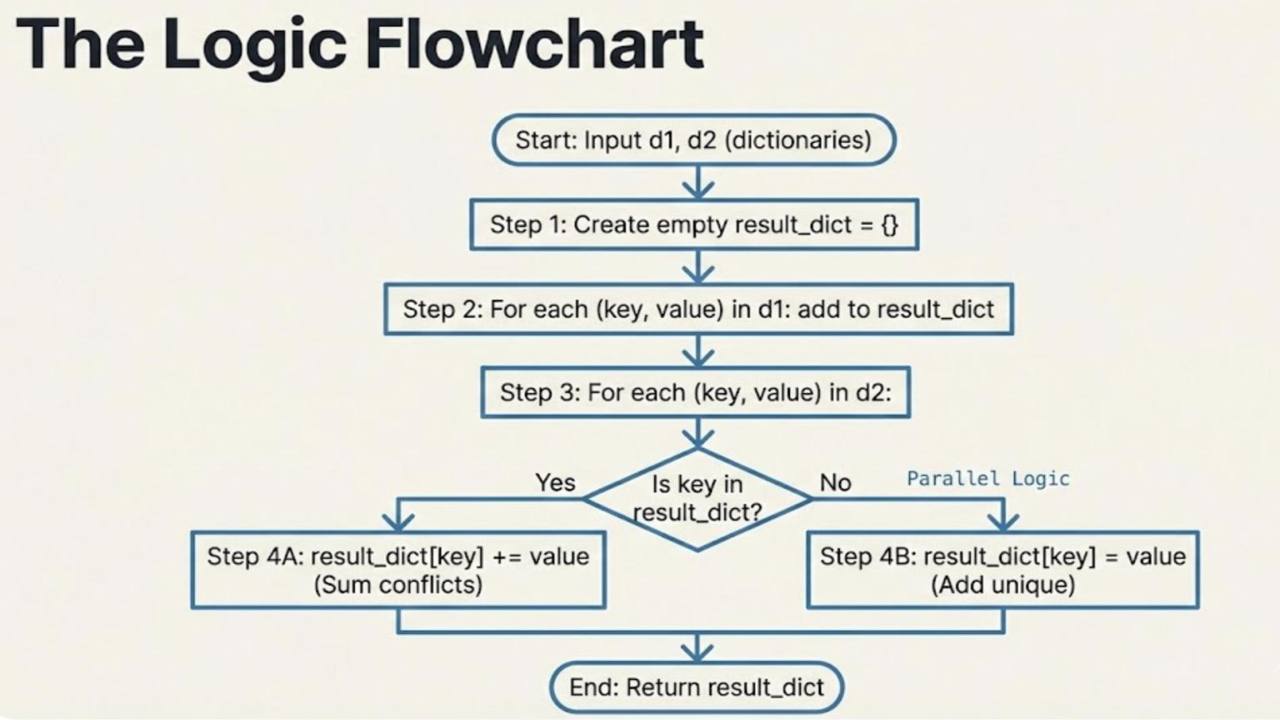 The Logic Flowchart
Start: Input d1, d2 (dictionaries)
Step 1: Create empty result_dict = {}
Step 2: For each (key, value) in d1: add to result_dict
Step 3: For each (key, value) in d2:
Is key in
result_dict?
Yes
No
Parallel Logic
Step 4A: result_dict[key] += value
(Sum conflicts)
Step 4B: result_dict[key] = value
(Add unique)
End: Return result_dict